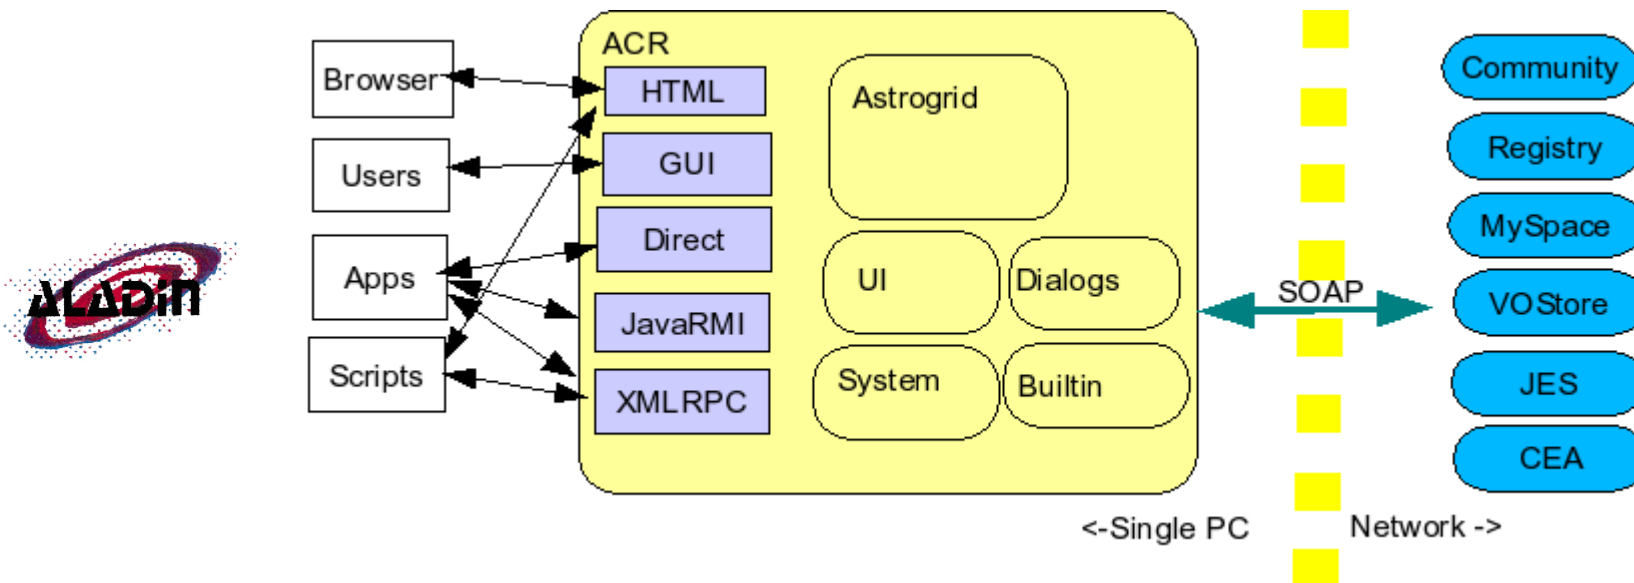 ALADiN
Browser
Users
Apps
Scripts
ACR
HTML
GUI
Direct
JavaRMI
XMLRPC
Astrogrid
UI
Dialogs
System
Builtin
SOAP
Community
Registry
MySpace
VOStore
JES
CEA
<-Single PC
Network ->